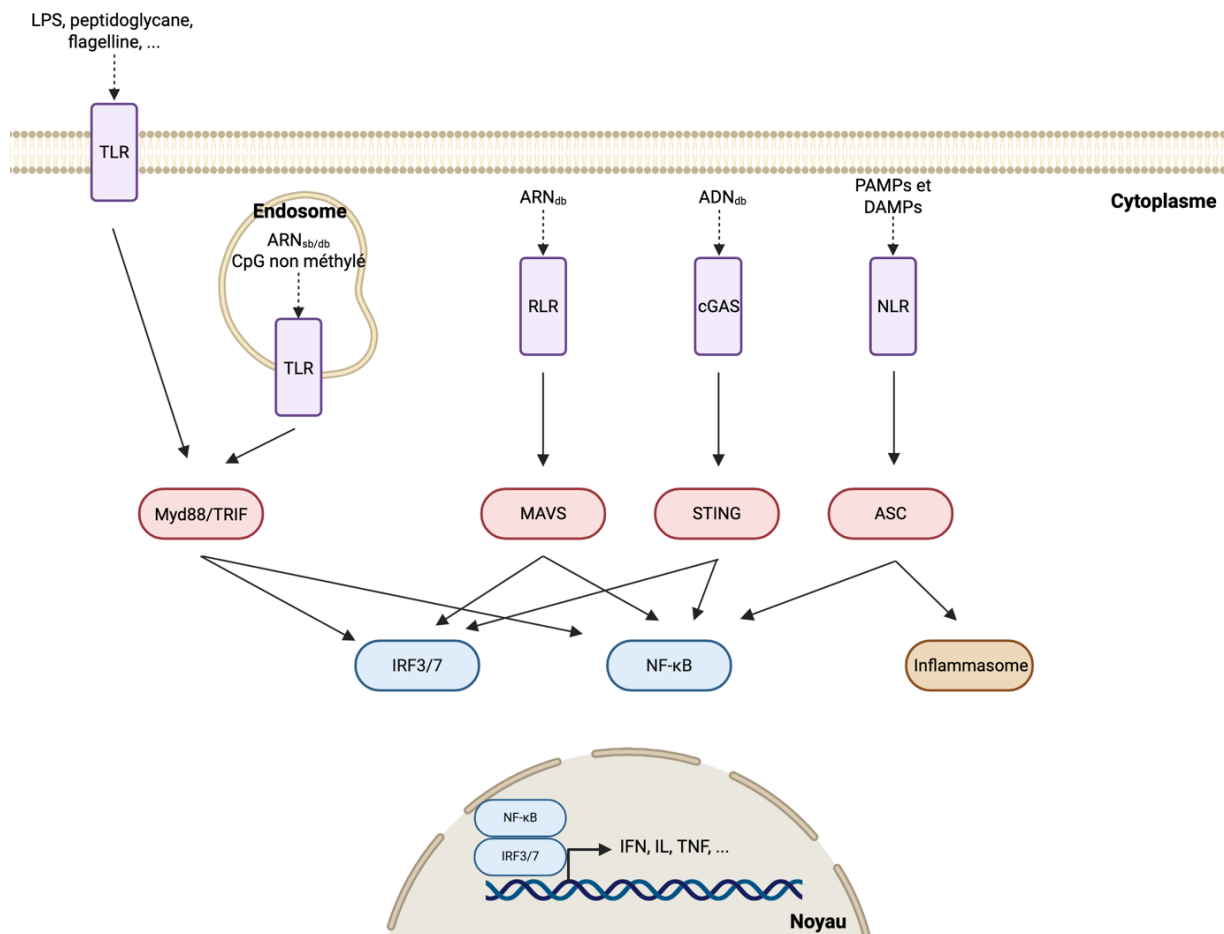 LPS, peptidoglycane,
flagelline, ...
TLR
Endosome
ARNsb/db
CpG non méthylé
TLR
ARNdb
RLR
ADNdb
cGAS
PAMPs et
DAMPs
NLR
Cytoplasme
Myd88/TRIF
MAVS
STING
ASC
IRF3/7
NF-κB
Inflammasome
NF-κB
IRF3/7
IFN, IL, TNF, ...
Noyau